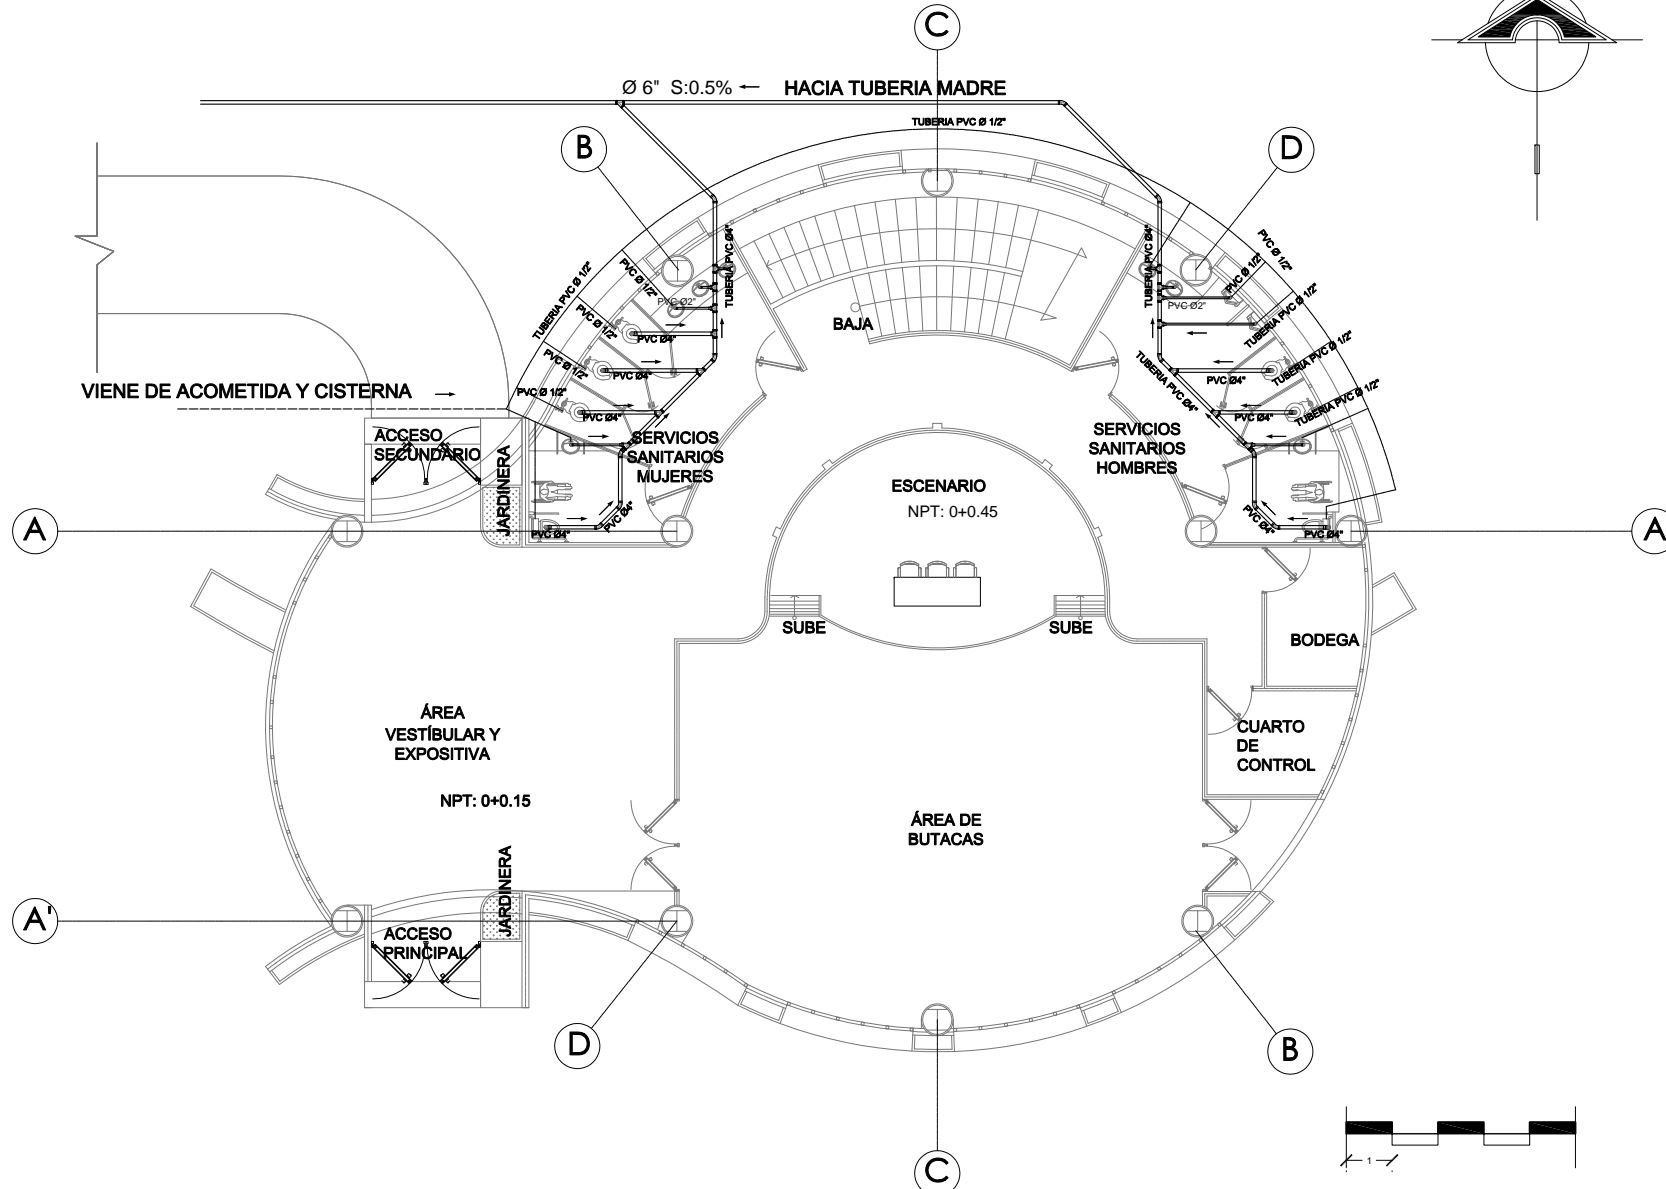 C
Ø 6" S:0.5%
HACIA TUBERIA MADRE
TUBERIA PVC Ø 1/2"
B
D
TUBERIA PVC Ø4"
TUBERIA PVC Ø4"
PVC Ø 1/2"
PVC Ø 1/2"
PVC Ø 1/2"
TUBERIA PVC Ø 1/2"
PVC Ø2"
PVC Ø2"
TUBERIA PVC Ø 1/2"
PVC Ø 1/2"
BAJA
PVC Ø4"
TUBERIA PVC Ø 1/2"
PVC Ø 1/2"
PVC Ø4"
TUBERIA PVC Ø4"
PVC Ø4"
VIENE DE ACOMETIDA Y CISTERNA
PVC Ø 1/2"
TUBERIA PVC Ø 1/2"
PVC Ø4"
PVC Ø4"
ACCESO
SECUNDARIO
JARDINERA
SERVICIOS
SANITARIOS
MUJERES
SERVICIOS
SANITARIOS
HOMBRES
ESCENARIO
NPT: 0+0.45
PVC Ø4"
PVC Ø4"
A
PVC Ø4"
PVC Ø4"
A
SUBE
SUBE
BODEGA
ÁREA
VESTÍBULAR Y
EXPOSITIVA
CUARTO
DE
CONTROL
NPT: 0+0.15
ÁREA DE
BUTACAS
JARDINERA
A'
ACCESO
PRINCIPAL
D
B
C
1